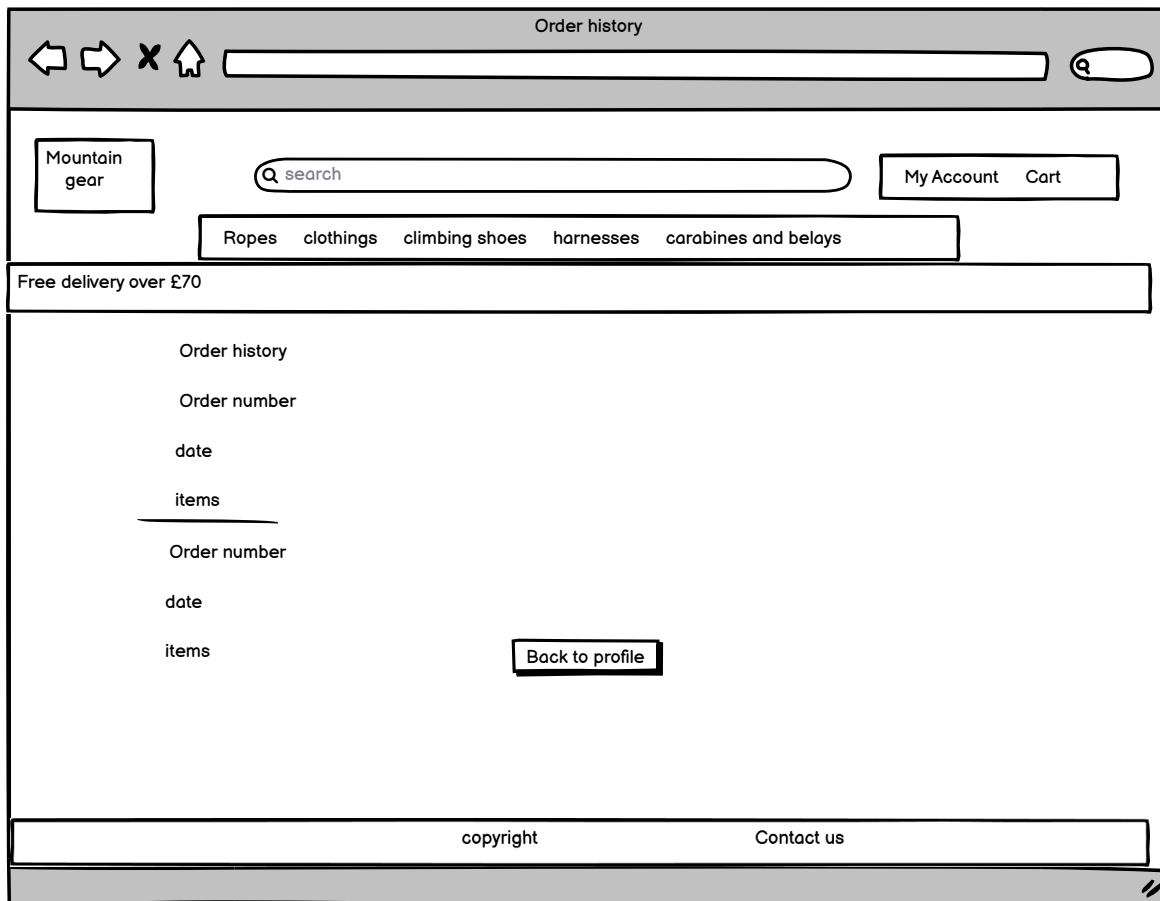 Order history
Mountain
gear
search
My Account Cart
Ropes clothings climbing shoes harnesses carabines and belays
Free delivery over £70
Order history
Order number
date
items
Order number
date
items
Back to profile
copyright Contact us